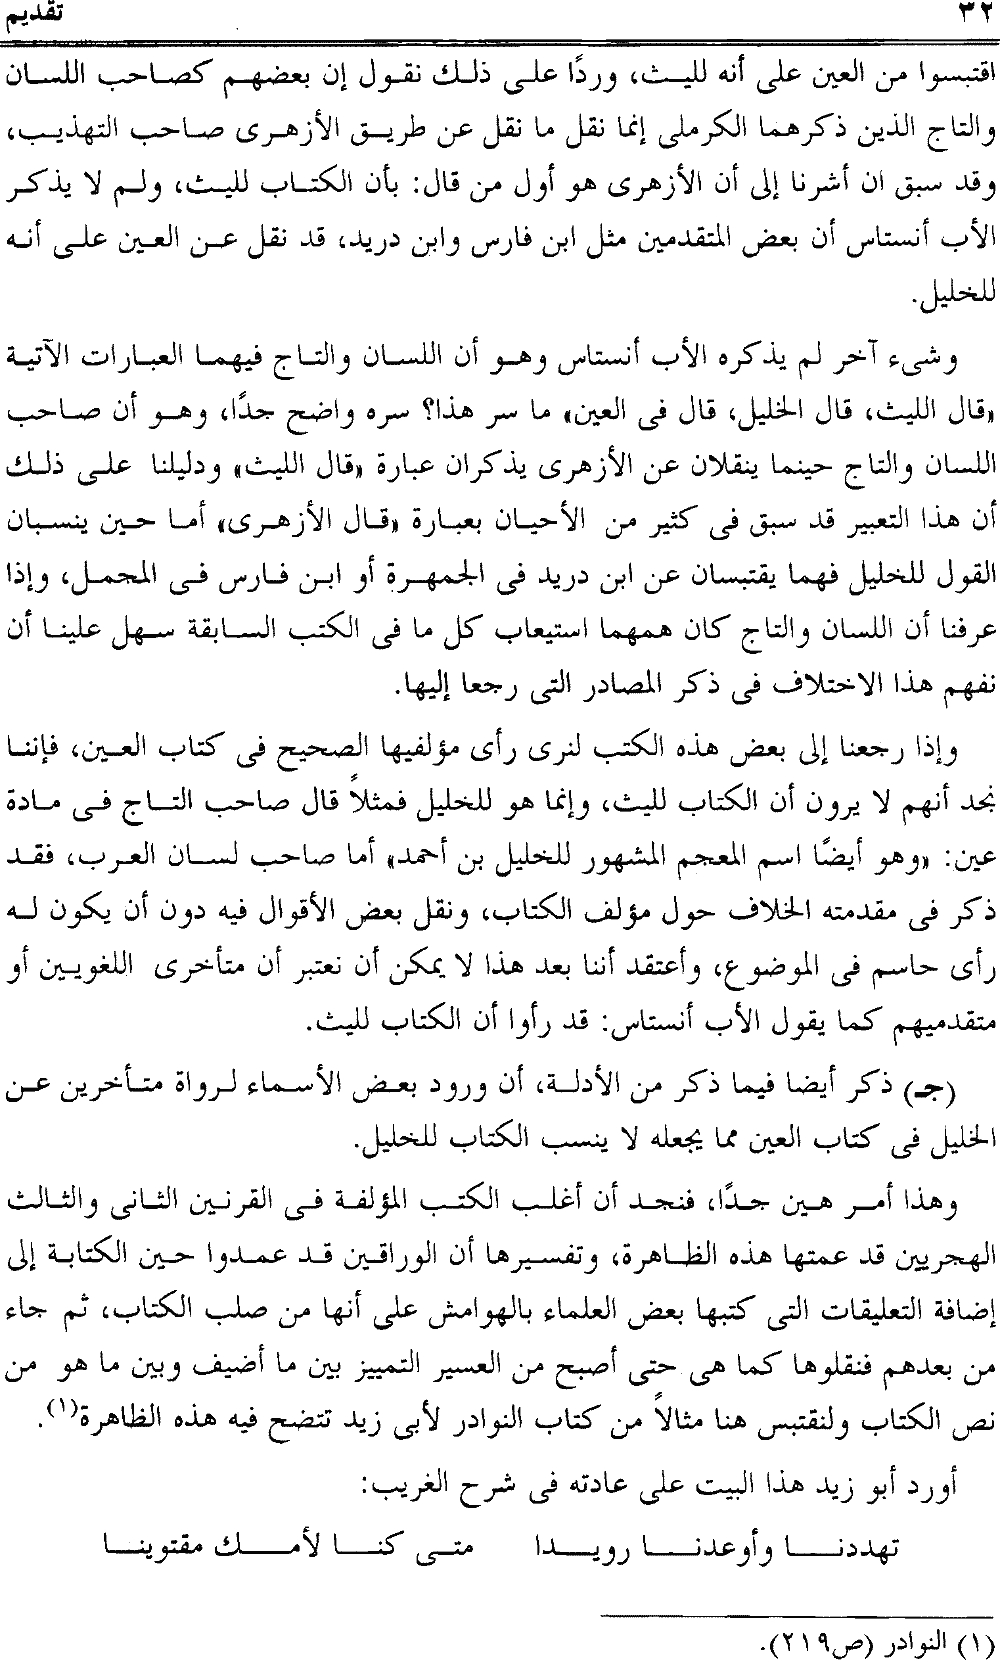 ٣٢ تقديم
اقتبسوا من العين على أنه لليث، وردًا على ذلك نقول إن بعضهم كصاحب اللسان
والتاج الذين ذكرهما الكرملى إنما نقل ما نقل عن طريق الأزهرى صاحب التهذيب،
وقد سبق ان أشرنا إلى أن الأزهرى هو أول من قال: بأن الكتاب لليث، ولم لا يذكر
الأب أنستاس أن بعض المتقدمين مثل ابن فارس وابن دريد، قد نقل عن العين على أنه
للخليل.
وشىء آخر لم يذكره الأب أنستاس وهو أن اللسان والتاج فيهما العبارات الآتية
«قال الليث، قال الخليل، قال فى العين» ما سر هذا؟ سره واضح جدًا، وهو أن صاحب
اللسان والتاج حينما ينقلان عن الأزهرى يذكران عبارة «قال الليث» ودليلنا على ذلك
أن هذا التعبير قد سبق فى كثير من الأحيان بعبارة «قال الأزهرى» أما حين ينسبان
القول للخليل فهما يقتبسان عن ابن دريد فى الجمهرة أو ابن فارس فى المجمل، وإذا
عرفنا أن اللسان والتاج كان همهما استيعاب كل ما فى الكتب السابقة سهل علينا أن
نفهم هذا الاختلاف فى ذكر المصادر التى رجعا إليها.
وإذا رجعنا إلى بعض هذه الكتب لنرى رأى مؤلفيها الصحيح فى كتاب العين، فإننا
نجد أنهم لا يرون أن الكتاب لليث، وإنما هو للخليل فمثلاً قال صاحب التاج فى مادة
عين: «وهو أيضًا اسم المعجم المشهور للخليل بن أحمد» أما صاحب لسان العرب، فقد
ذكر فى مقدمته الخلاف حول مؤلف الكتاب، ونقل بعض الأقوال فيه دون أن يكون له
رأى حاسم فى الموضوع، وأعتقد أننا بعد هذا لا يمكن أن نعتبر أن متأخرى اللغويين أو
متقدميهم كما يقول الأب أنستاس: قد رأوا أن الكتاب لليث.
(جـ) ذكر أيضا فيما ذكر من الأدلة، أن ورود بعض الأسماء لرواة متأخرين عن
الخليل فى كتاب العين مما يجعله لا ينسب الكتاب للخليل.
وهذا أمر هين جدًا، فنجد أن أغلب الكتب المؤلفة فى القرنين الثانى والثالث
الهجريين قد عمتها هذه الظاهرة، وتفسيرها أن الوراقين قد عمدوا حين الكتابة إلى
إضافة التعليقات التى كتبها بعض العلماء بالهوامش على أنها من صلب الكتاب، ثم جاء
من بعدهم فنقلوها كما هى حتى أصبح من العسير التمييز بين ما أضيف وبين ما هو من
نص الكتاب ولنقتبس هنا مثالاً من كتاب النوادر لأبى زيد تتضح فيه هذه الظاهرة(١).
أورد أبو زيد هذا البيت على عادته فى شرح الغريب:
تهددنا وأوعدنا رويدا متى كنا لأمك مقتوينا
(١) النوادر (ص٢١٩).